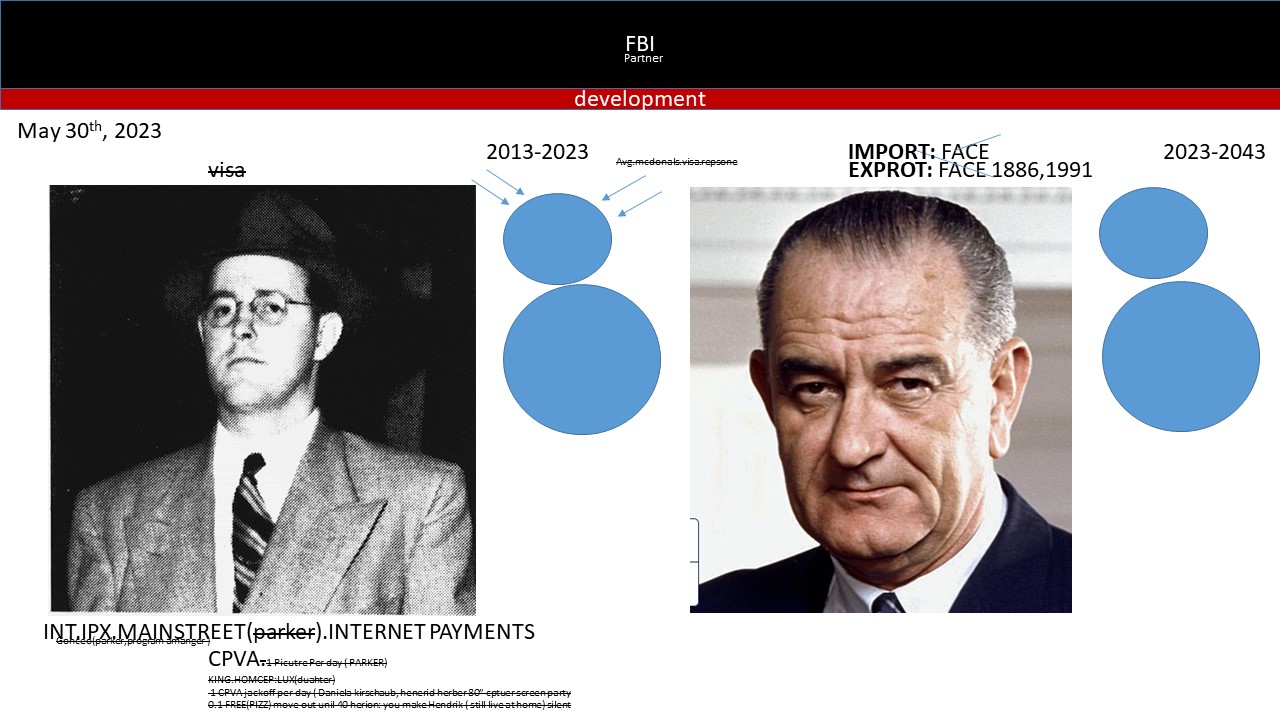 FBI
Partner
development
May 30th, 2023
visa
2013-2023
Avg.mcdonals.visa.repsone
IMPORT: FACE
EXPROT: FACE 1886,1991
2023-2043
INT.JPX.MAINSTREET(parker).INTERNET PAYMENTS
(parker,program amanger )
CPVA.1 Picutre Per day ( PARKER)
KING.HOMCEP:LUX(duahter)
1 CPVA jackoff per day ( Daniela kirschaub, henerid herber 80" cptuer screen party
0.1 FREE(PIZZ) move out unil 40 herion: you make Hendrik ( still live at home) silent